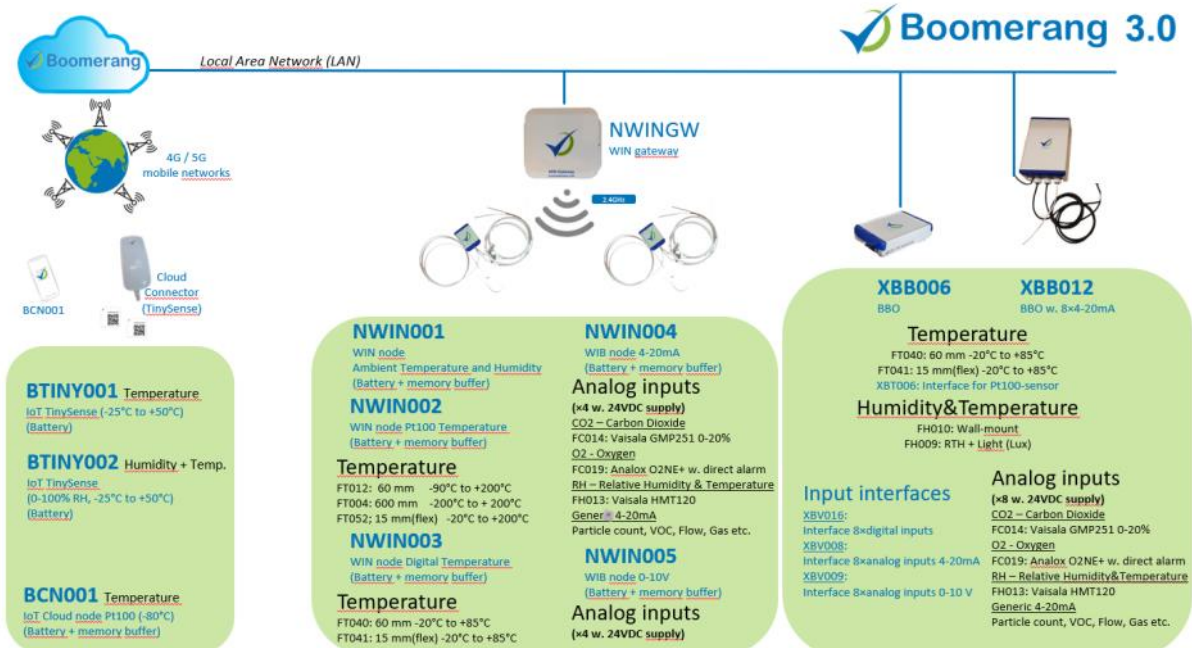 Boomerang 3.0
Boomerang
Local Area Network (LAN)
4G / 5G
mobile networks
BCN001
Cloud
Connector
(TinySense)
NWINGW
WIN gateway
WIN Gateway
2.4GHz
BTINY001 Temperature
IoT TinySense (-25°C to +50°C)
(Battery)
BTINY002 Humidity + Temp.
IoT TinySense
(0-100% RH, -25°C to +50°C)
(Battery)
BCN001 Temperature
IoT Cloud node Pt100 (-80°C)
(Battery + memory buffer)
NWIN001
WIN node
Ambient Temperature and Humidity
(Battery + memory buffer)
NWIN002
WIN node Pt100 Temperature
(Battery + memory buffer)
Temperature
FT012: 60 mm -90°C to +200°C
FT004: 600 mm -200°C to + 200°C
FT052; 15 mm(flex) -20°C to +200°C
NWIN003
WIN node Digital Temperature
(Battery + memory buffer)
Temperature
FT040: 60 mm -20°C to +85°C
FT041: 15 mm(flex) -20°C to +85°C
NWIN004
WIB node 4-20mA
(Battery + memory buffer)
Analog inputs
(×4 w. 24VDC supply)
CO2 – Carbon Dioxide
FC014: Vaisala GMP251 0-20%
O2 - Oxygen
FC019: Analox O2NE+ w. direct alarm
RH – Relative Humidity & Temperature
FH013: Vaisala HMT120
4-20mA
Particle count, VOC, Flow, Gas etc.
NWIN005
WIB node 0-10V
(Battery + memory buffer)
Analog inputs
(×4 w. 24VDC supply)
XBB006
BBO
XBB012
BBO w. 8×4-20mA
Temperature
FT040: 60 mm -20°C to +85°C
FT041: 15 mm(flex) -20°C to +85°C
XBT006: Interface for Pt100-sensor
Humidity&Temperature
FH010: Wall-mount
FH009: RTH + Light (Lux)
Input interfaces
XBV016:
Interface 8×digital inputs
XBV008:
Interface 8×analog inputs 4-20mA
XBV009:
Interface 8×analog inputs 0-10 V
Analog inputs
(×8 w. 24VDC supply)
CO2 – Carbon Dioxide
FC014: Vaisala GMP251 0-20%
O2 - Oxygen
FC019: Analox O2NE+ w. direct alarm
RH – Relative Humidity&Temperature
FH013: Vaisala HMT120
Generic 4-20mA
Particle count, VOC, Flow, Gas etc.